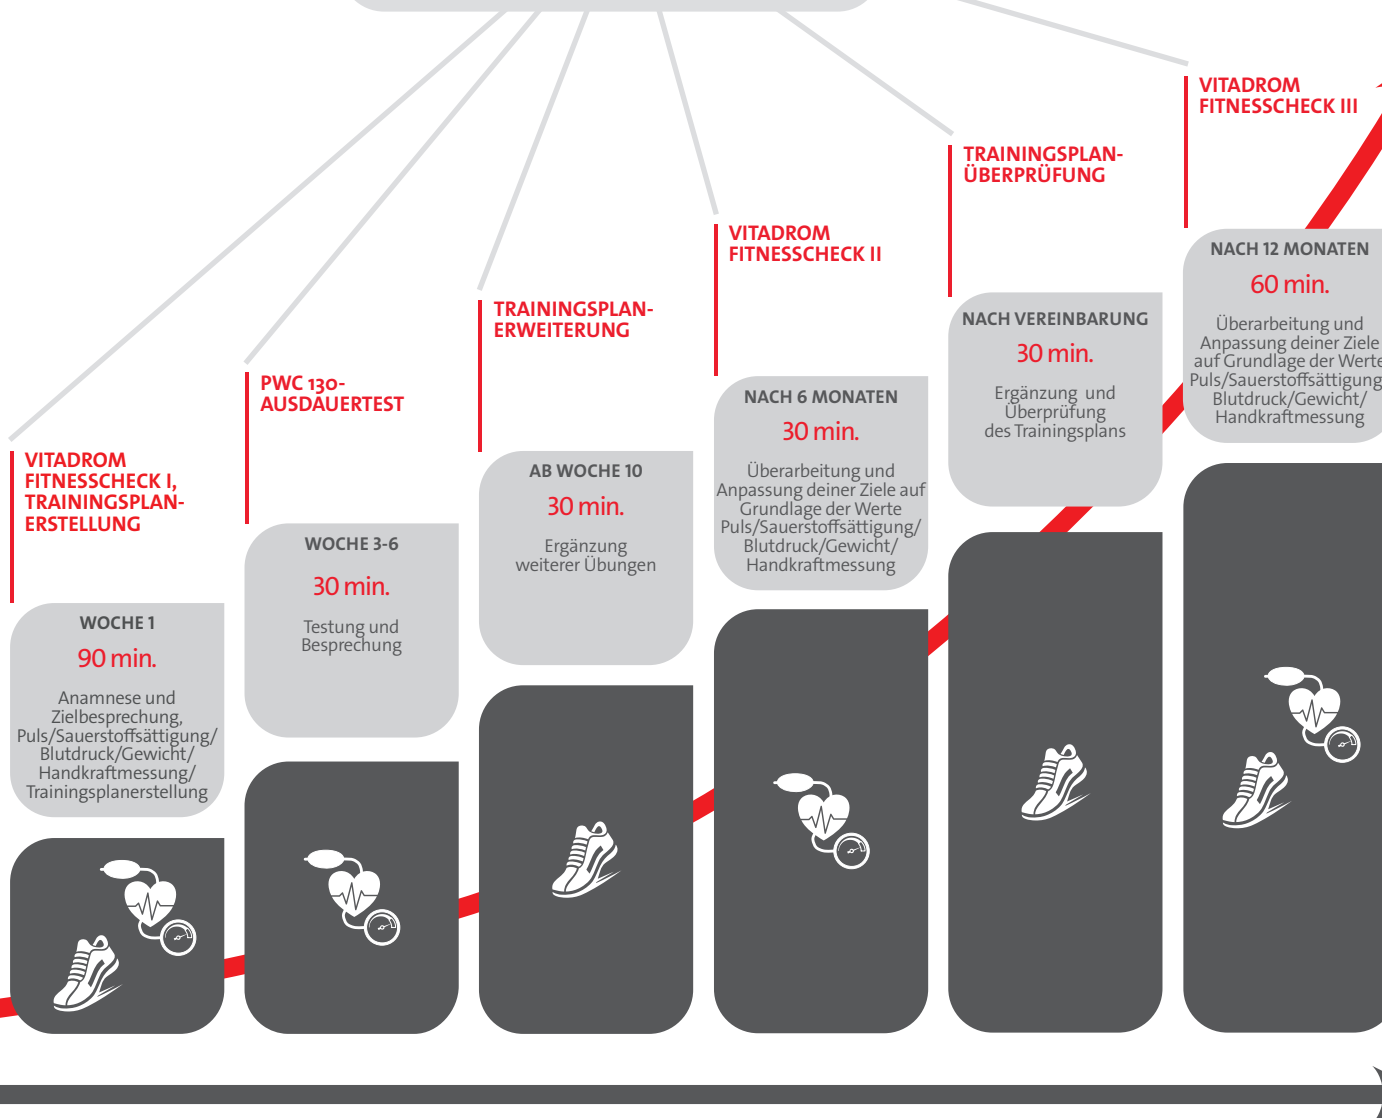 VITADROM
FITNESSCHECK I,
TRAININGSPLAN-
ERSTELLUNG
WOCHE 1
90 min.
Anamnese und
Zielbesprechung,
Puls/Sauerstoffsättigung/
Blutdruck/Gewicht/
Handkraftmessung/
Trainingsplanerstellung
PWC 130-
AUSDAUERTEST
WOCHE 3-6
30 min.
Testung und
Besprechung
TRAININGSPLAN-
ERWEITERUNG
AB WOCHE 10
30 min.
Ergänzung
weiterer Übungen
VITADROM
FITNESSCHECK II
NACH 6 MONATEN
30 min.
Überarbeitung und
Anpassung deiner Ziele auf
Grundlage der Werte
Puls/Sauerstoffsättigung/
Blutdruck/Gewicht/
Handkraftmessung
TRAININGSPLAN-
ÜBERPRÜFUNG
NACH VEREINBARUNG
30 min.
Ergänzung und
Überprüfung
des Trainingsplans
VITADROM
FITNESSCHECK III
NACH 12 MONATEN
60 min.
Überarbeitung und
Anpassung deiner Ziele
auf Grundlage der Werte
Puls/Sauerstoffsättigung
Blutdruck/Gewicht/
Handkraftmessung